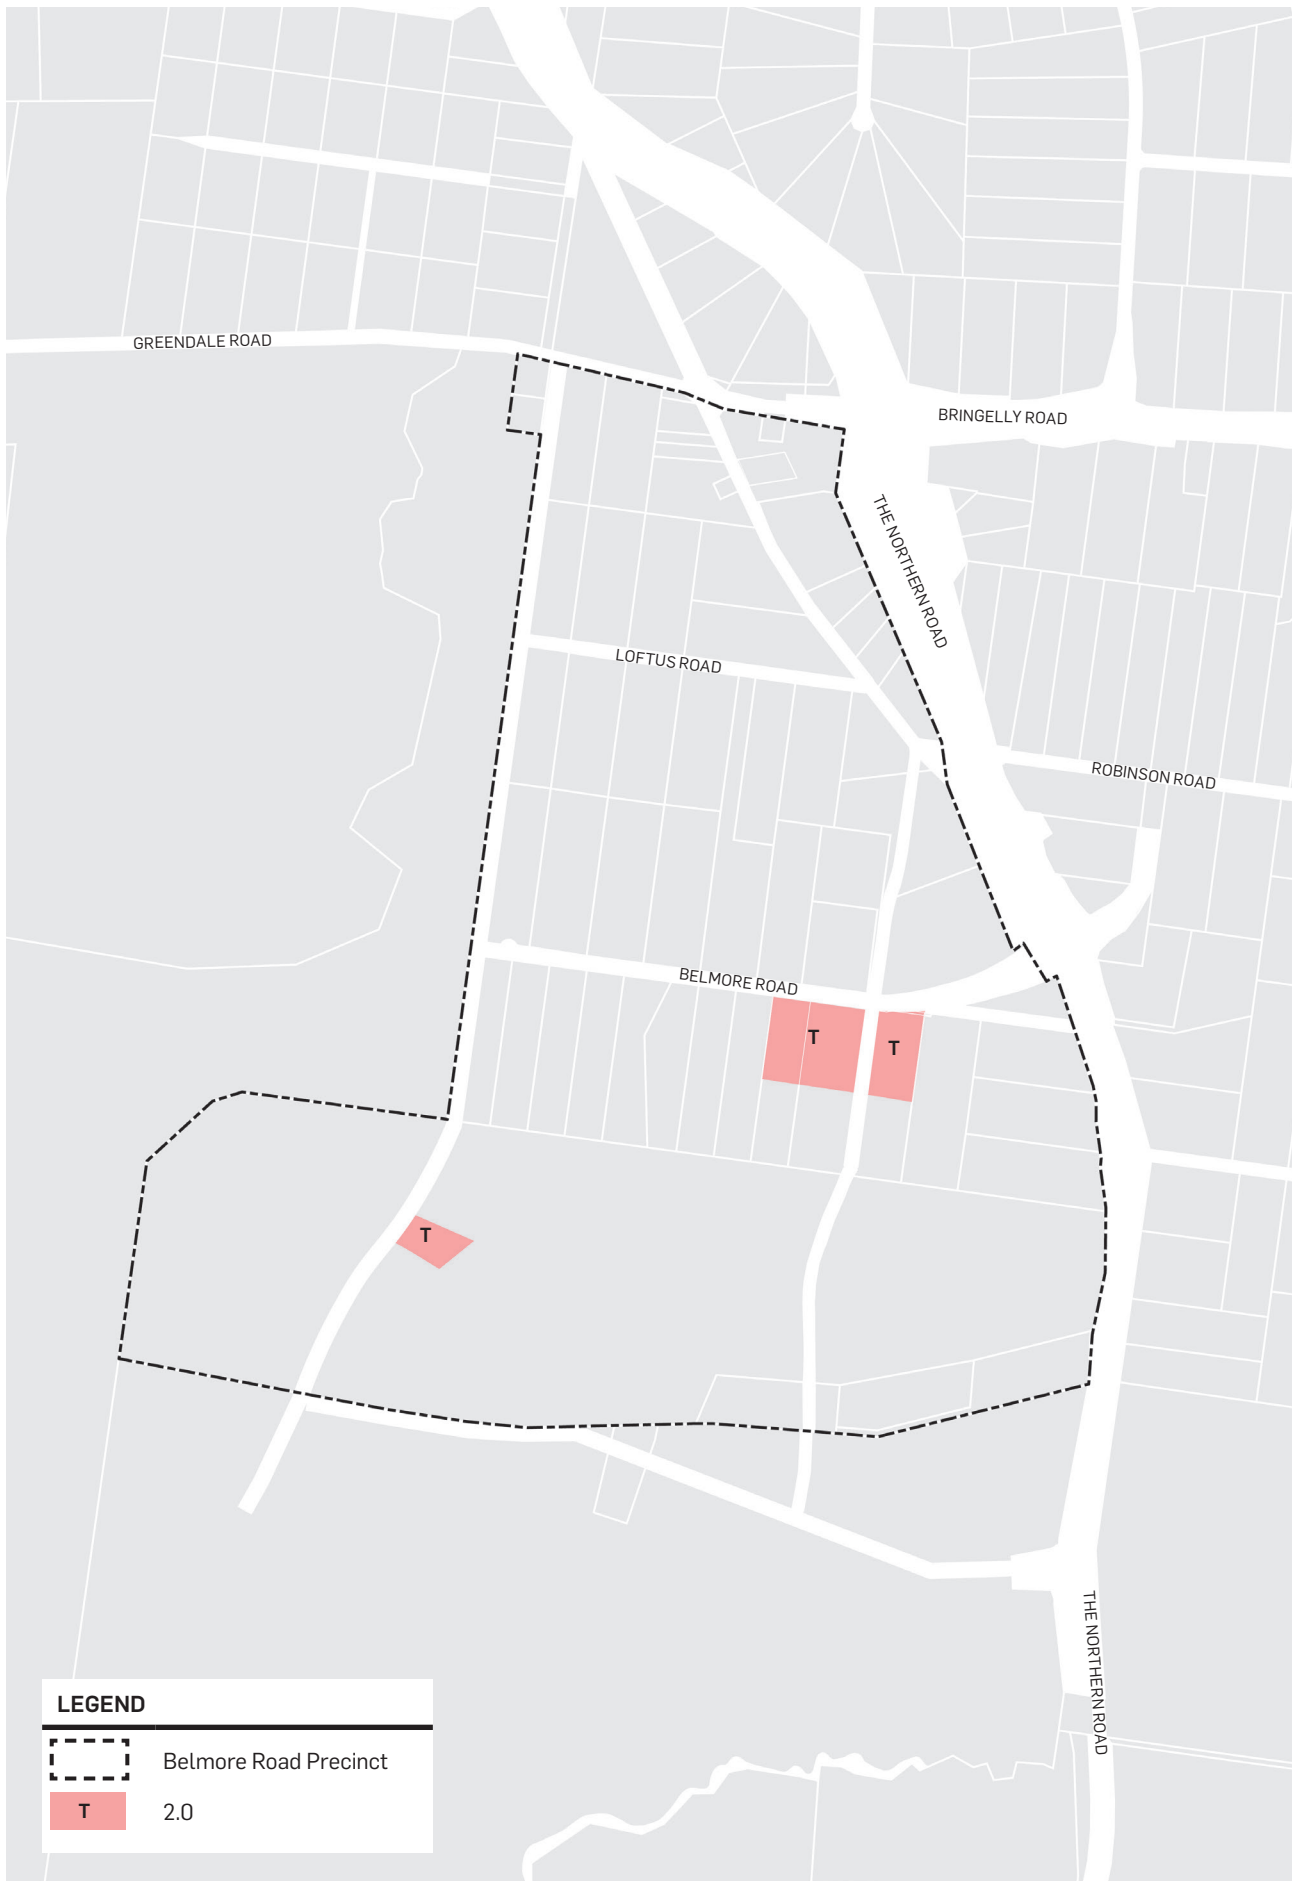 GREENDALE ROAD
BRINGELLY ROAD
THE NORTHERN ROAD
LOFTUS ROAD
ROBINSON ROAD
BELMORE ROAD
T
T
T
THE NORTHERN ROAD
LEGEND
Belmore Road Precinct
T 2.0